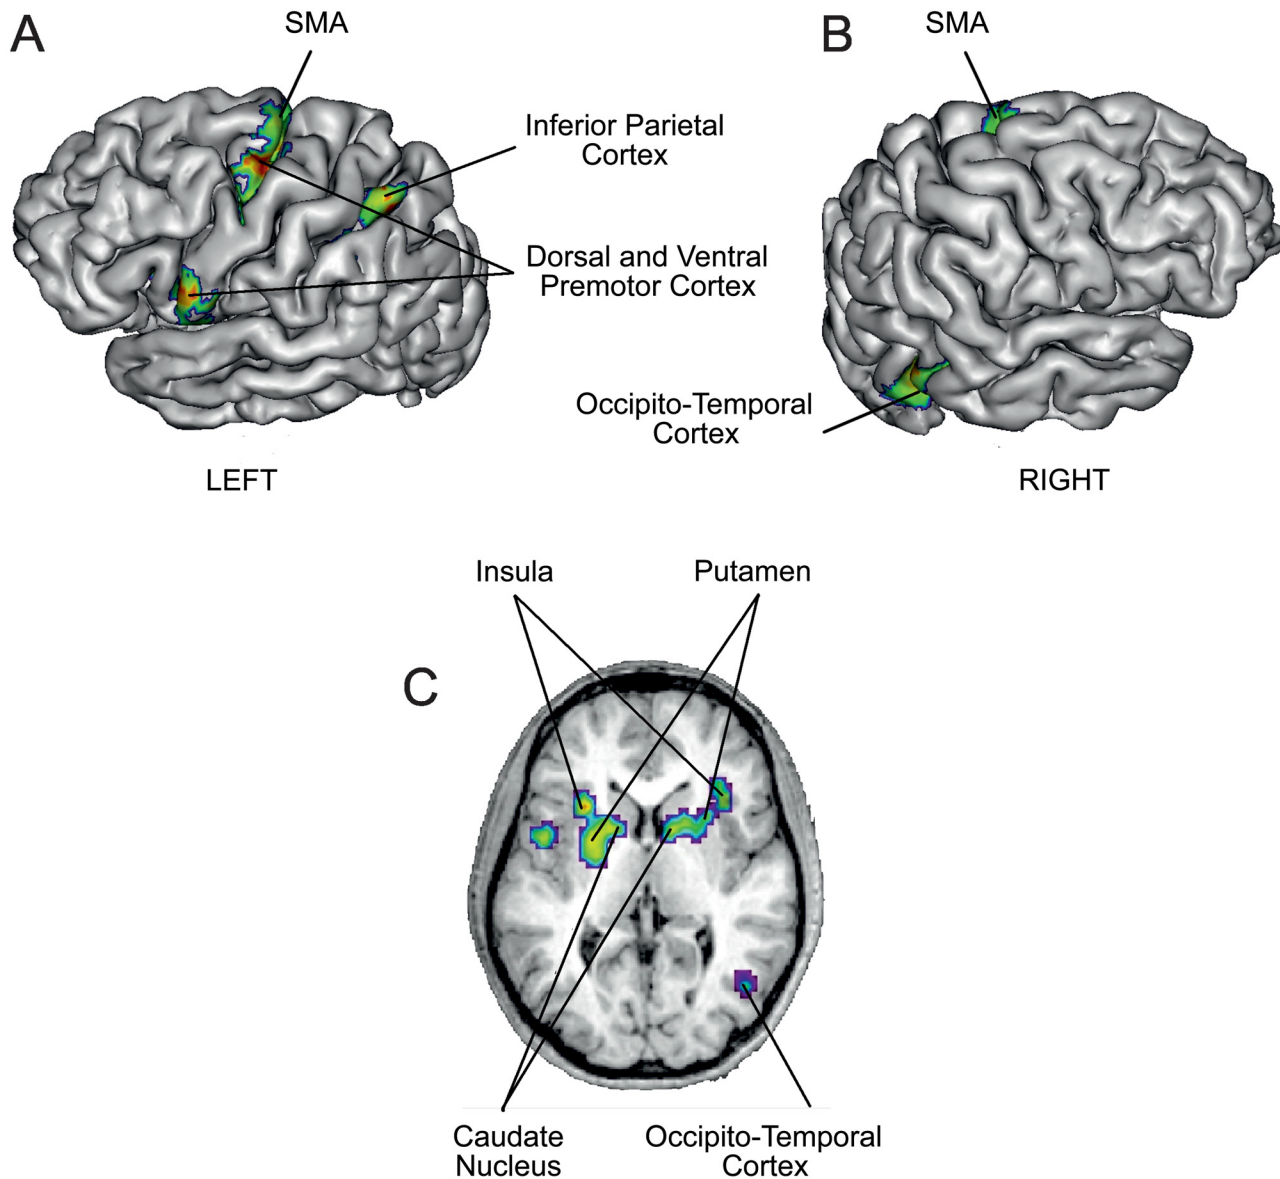 A
SMA
B
SMA
Inferior Parietal
Cortex
Dorsal and Ventral
Premotor Cortex
Occipito-Temporal
Cortex
LEFT
RIGHT
Insula
Putamen
C
Caudate
Nucleus
Occipito-Temporal
Cortex